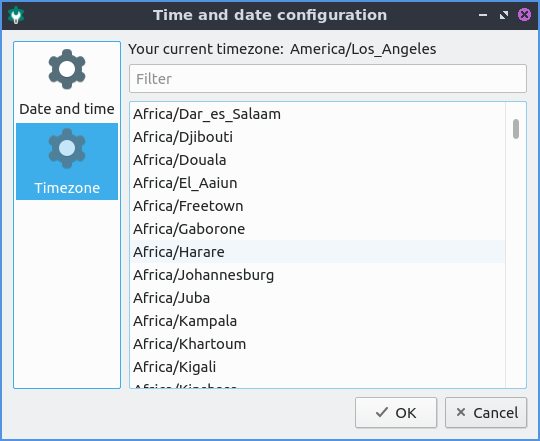 Time and date configuration
Date and time
Timezone
Your current timezone: America/Los_Angeles
Filter
Africa/Dar_es_Salaam
Africa/Djibouti
Africa/Douala
Africa/El_Aaiun
Africa/Freetown
Africa/Gaborone
Africa/Harare
Africa/Johannesburg
Africa/Juba
Africa/Kampala
Africa/Khartoum
Africa/Kigali
Africa/Kinshasa
OK
Cancel